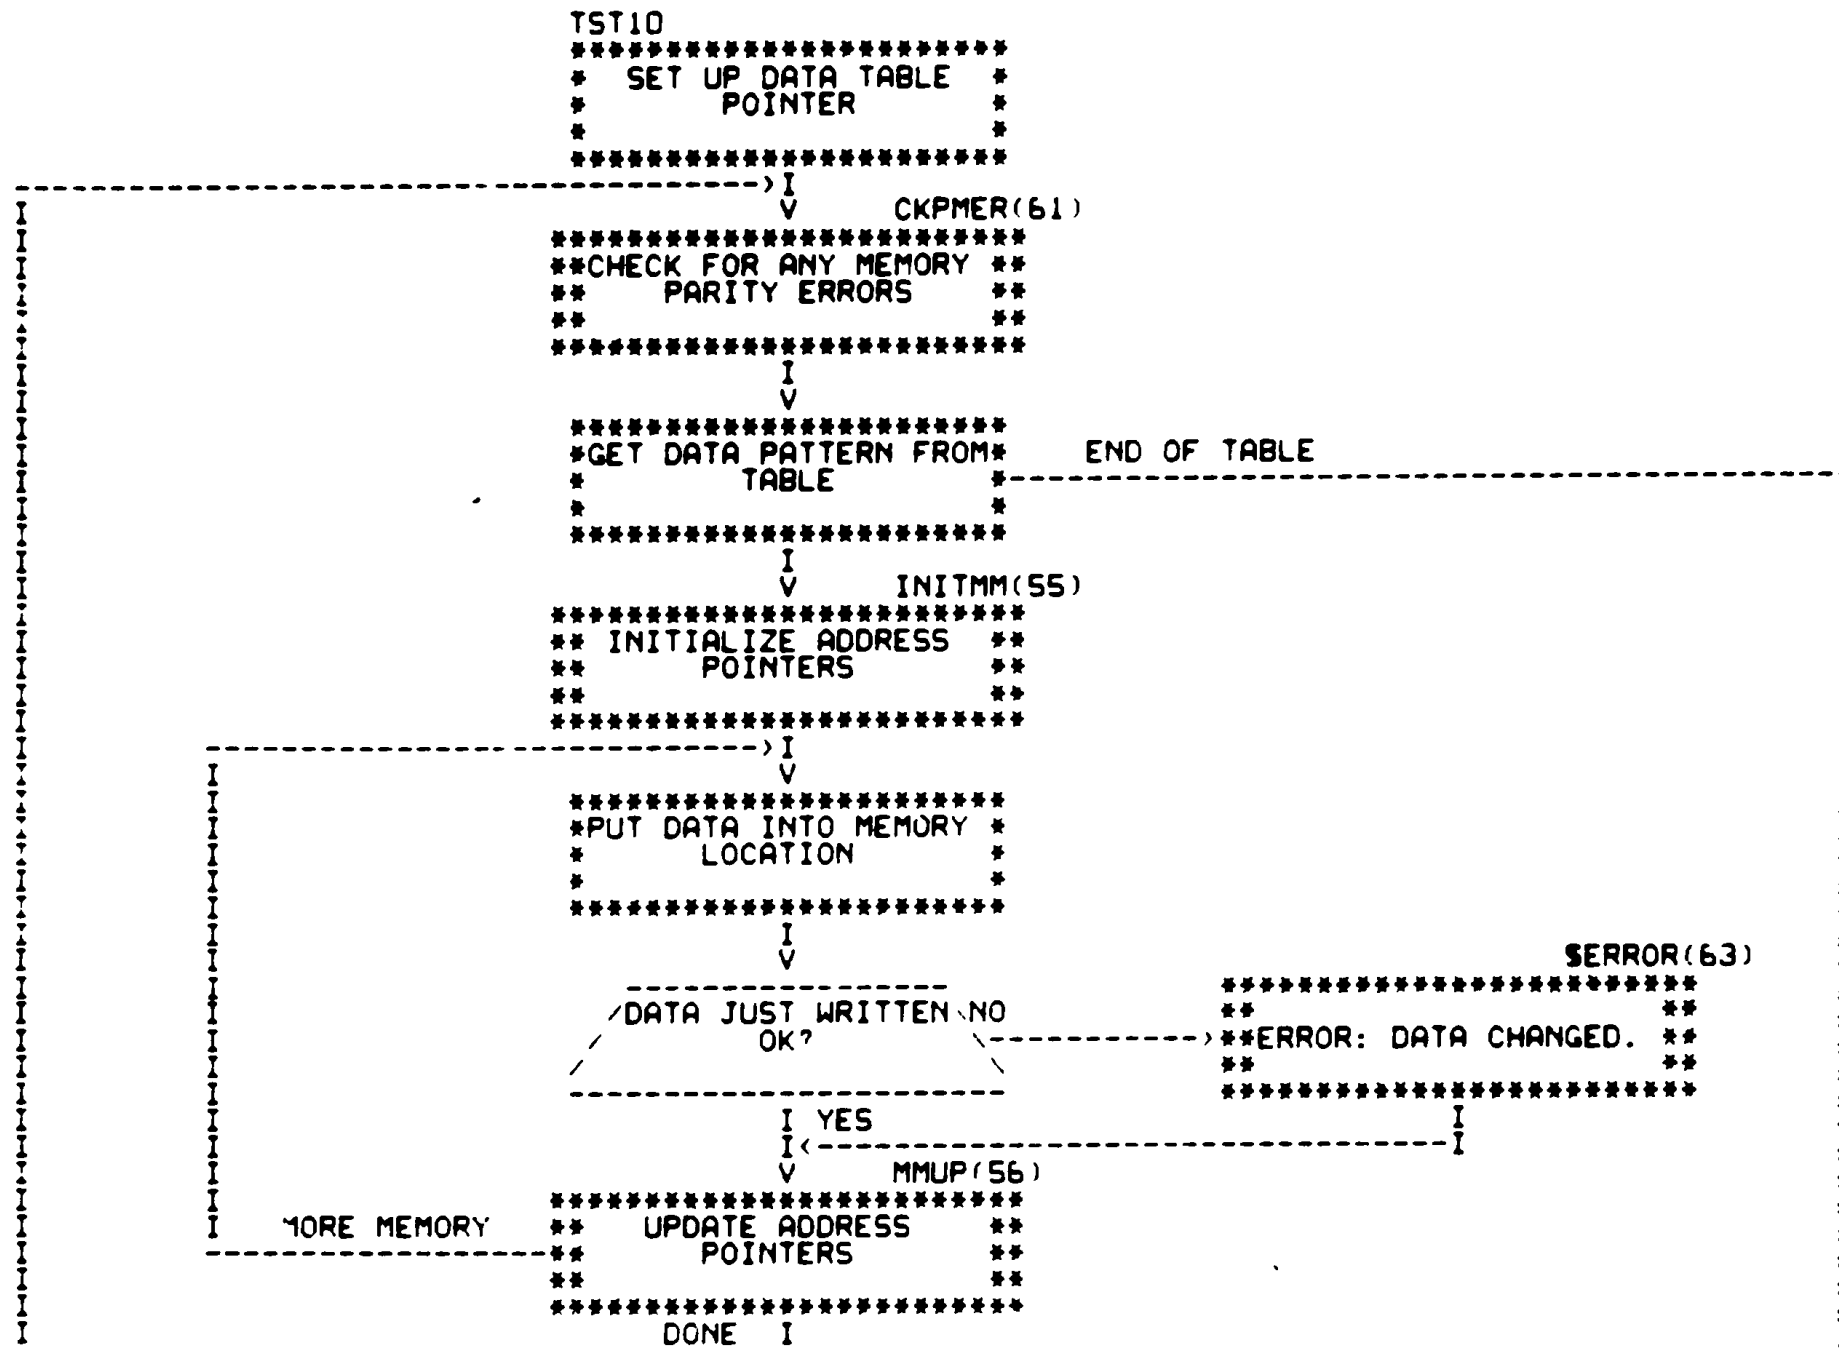 TST10
SET UP DATA TABLE
POINTER
CKPMER(61)
CHECK FOR ANY MEMORY
PARITY ERRORS
GET DATA PATTERN FROM
TABLE
END OF TABLE
INITMM(55)
INITIALIZE ADDRESS
POINTERS
PUT DATA INTO MEMORY
LOCATION
$ERROR(63)
DATA JUST WRITTEN NO
OK?
ERROR: DATA CHANGED.
YES
MMUP(56)
MORE MEMORY
UPDATE ADDRESS
POINTERS
DONE